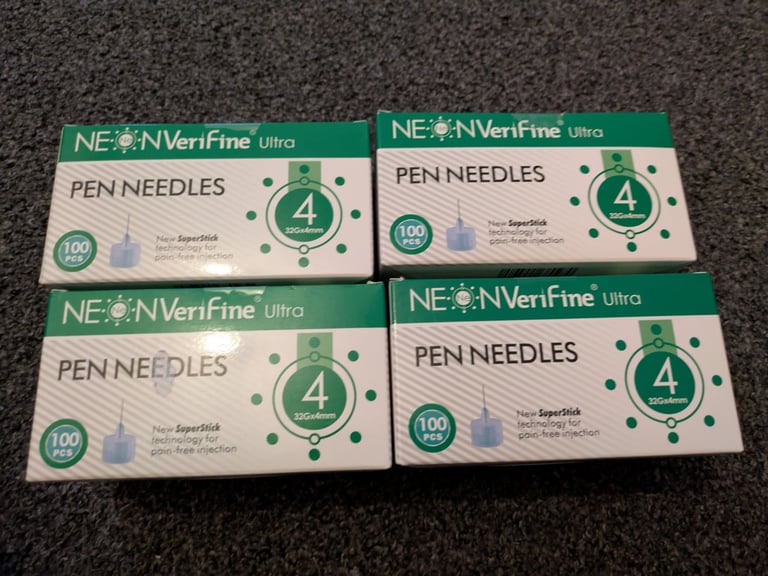 NEONVeriFine® Ultra
PEN NEEDLES
4
32Gx4mm
100
PCS
New SuperStick
technology for
pain-free injection
NEONVeriFine® Ultra
PEN NEEDLES
4
32Gx4mm
100
PCS
New SuperStick
technology for
pain-free injection
NEONVeriFine® Ultra
PEN NEEDLES
4
32Gx4mm
100
PCS
New SuperStick
technology for
pain-free injection
NEONVeriFine® Ultra
PEN NEEDLES
4
32Gx4mm
100
PCS
New SuperStick
technology for
pain-free injection